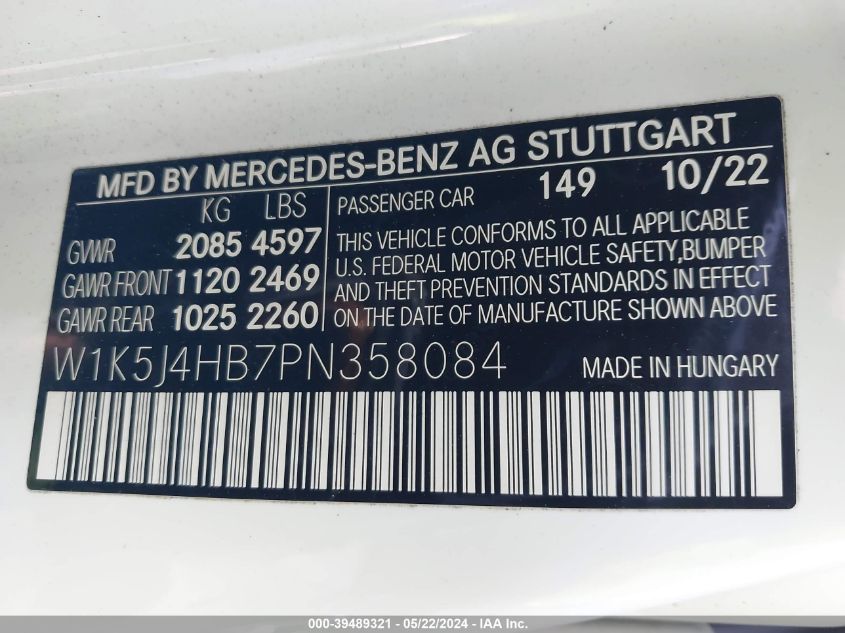 MFD BY MERCEDES-BENZ AG STUTTGART
KG LBS
GVWR 2085 4597
GAWR FRONT 1120 2469
GAWR REAR 1025 2260
PASSENGER CAR 149 10/22
THIS VEHICLE CONFORMS TO ALL APPLICABLE
U.S. FEDERAL MOTOR VEHICLE SAFETY,BUMPER
AND THEFT PREVENTION STANDARDS IN EFFECT
ON THE DATE OF MANUFACTURE SHOWN ABOVE
W1K5J4HB7PN358084 MADE IN HUNGARY
000-39489321 - 05/22/2024 - IAA Inc.